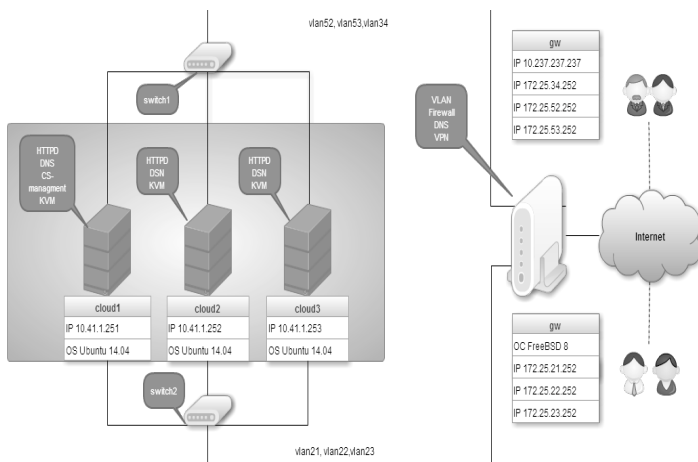 vlan52, vlan53,vlan34
switch1
HTTPD
DNS
CS-
managment
KVM
HTTPD
DSN
KVM
HTTPD
DSN
KVM
cloud1
IP 10.41.1.251
OS Ubuntu 14.04
cloud2
IP 10.41.1.252
OS Ubuntu 14.04
cloud3
IP 10.41.1.253
OS Ubuntu 14.04
switch2
vlan21, vlan22,vlan23
VLAN
Firewall
DNS
VPN
gw
IP 10.237.237.237
IP 172.25.34.252
IP 172.25.52.252
IP 172.25.53.252
Internet
gw
OC FreeBSD 8
IP 172.25.21.252
IP 172.25.22.252
IP 172.25.23.252